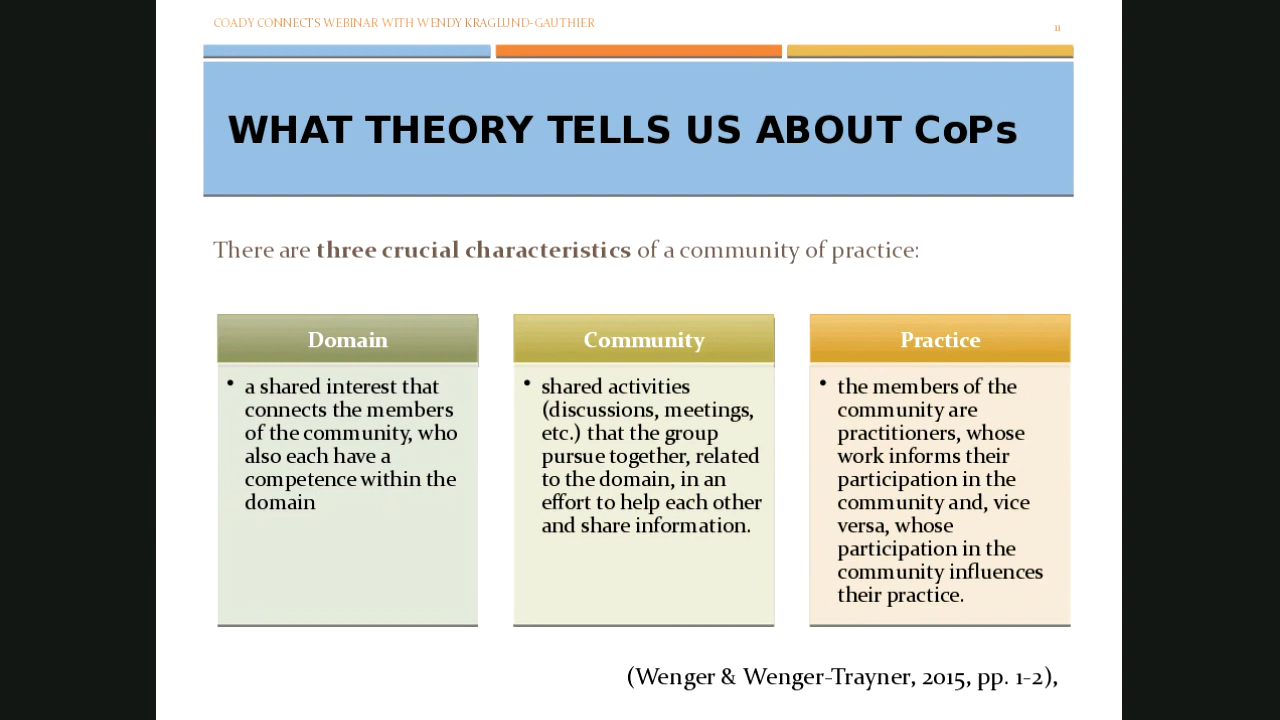 COADY CONNECTS WEBINAR WITH WENDY KRAGLUND-GAUTHIER
11
WHAT THEORY TELLS US ABOUT CoPs
There are three crucial characteristics of a community of practice:
Domain
• a shared interest that
connects the members
of the community, who
also each have a
competence within the
domain
Community
• shared activities
(discussions, meetings,
etc.) that the group
pursue together, related
to the domain, in an
effort to help each other
and share information.
Practice
• the members of the
community are
practitioners, whose
work informs their
participation in the
community and, vice
versa, whose
participation in the
community influences
their practice.
(Wenger & Wenger-Trayner, 2015, pp. 1-2),